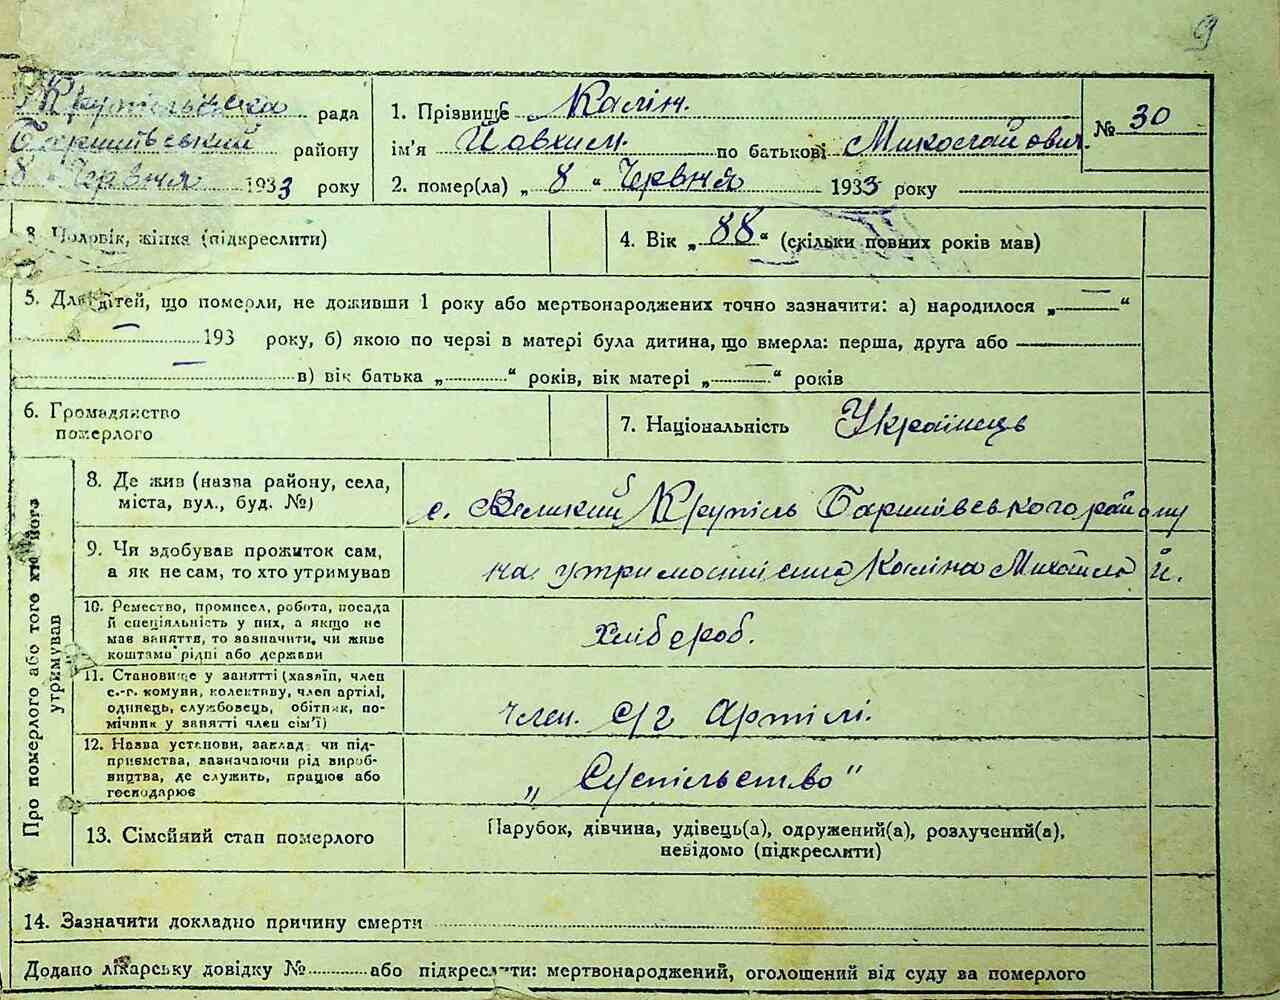 9
Крупільська рада
Баришівський району
8 Червня 1933 року
1. Прізвище Калін.
ім'я Йовхим. по батькові Миколайович.
№ 30
2. помер(ла) „ 8 “ Червня 1933 року
3. Чоловік, жінка (підкреслити)
4. Вік „ 88 “ (скільки повних років мав)
5. Для дітей, що померли, не доживши 1 року або мертвонароджених точно зазначити: а) народилося „ — “
— 193 року, б) якою по черзі в матері була дитина, що вмерла: перша, друга або
— в) вік батька „ “ років, вік матері „ — “ років
6. Громадянство
померлого
7. Національність Українець
Про померлого або того хто його
утримував
8. Де жив (назва району, села,
міста, вул., буд. №)
с. Великий Крупіль Баришівського району
9. Чи здобував прожиток сам,
а як не сам, то хто утримував
на утриманні сина Каліна Михайла Й.
10. Ремество, промисел, робота, посада
й спеціяльність у них, а якщо не
мав заняття, то зазначити, чи живе
коштами рідні або держави
хлібороб.
11. Становище у занятті (хазяїн, член
с.-г. комуни, колективу, член артілі,
одинець, службовець, обітник, по-
мічник у занятті член сім'ї)
член. с/г Артілі.
12. Назва установи, заклад чи під-
приємства, зазначаючи рід вироб-
ництва, де служить, працює або
господарює
„ Суспільство "
13. Сімейний стан померлого
Парубок, дівчина, удівець(а), одружений(а), розлучений(а),
невідомо (підкреслити)
14. Зазначити докладно причину смерти
Додано лікарську довідку № або підкреслити: мертвонароджений, оголошений від суду за померлого